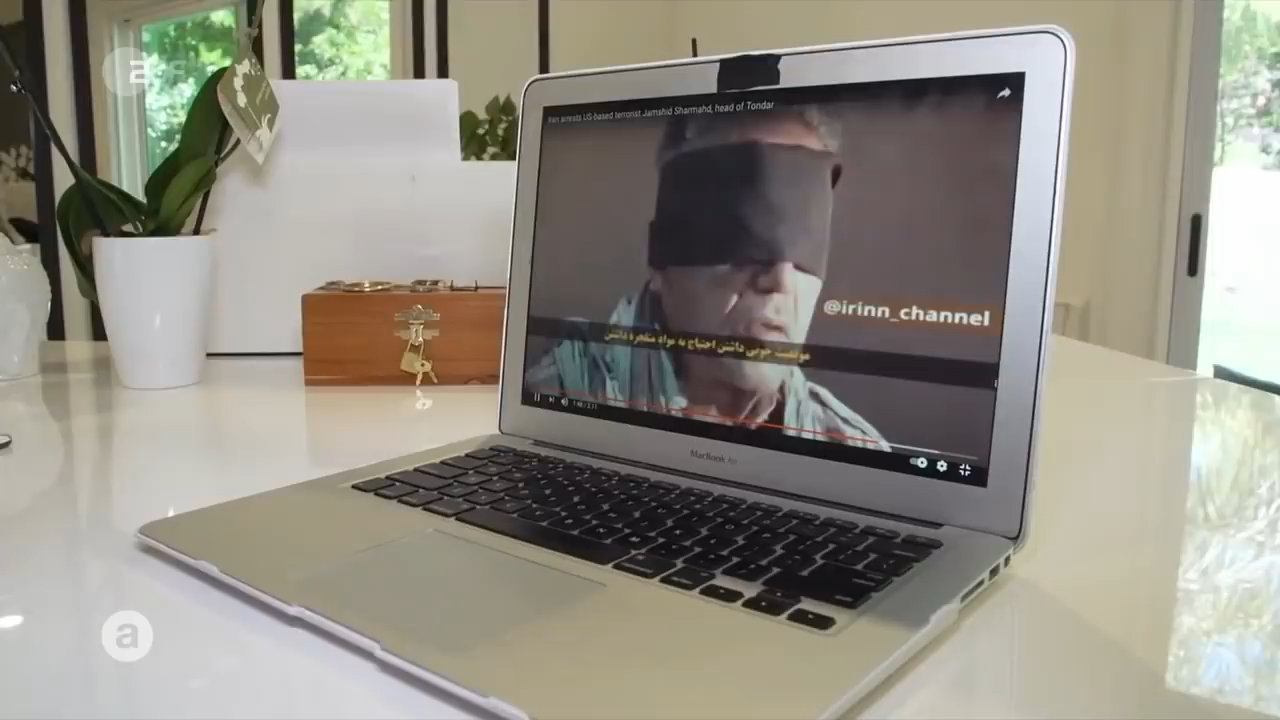 a
Iran arrests US-based terrorist Jamshid Sharmahd, head of Tondar
@irinn_channel
موفقیت خوبی داشتن احتیاج به مواد منفجره داشتن
MacBook Air
a